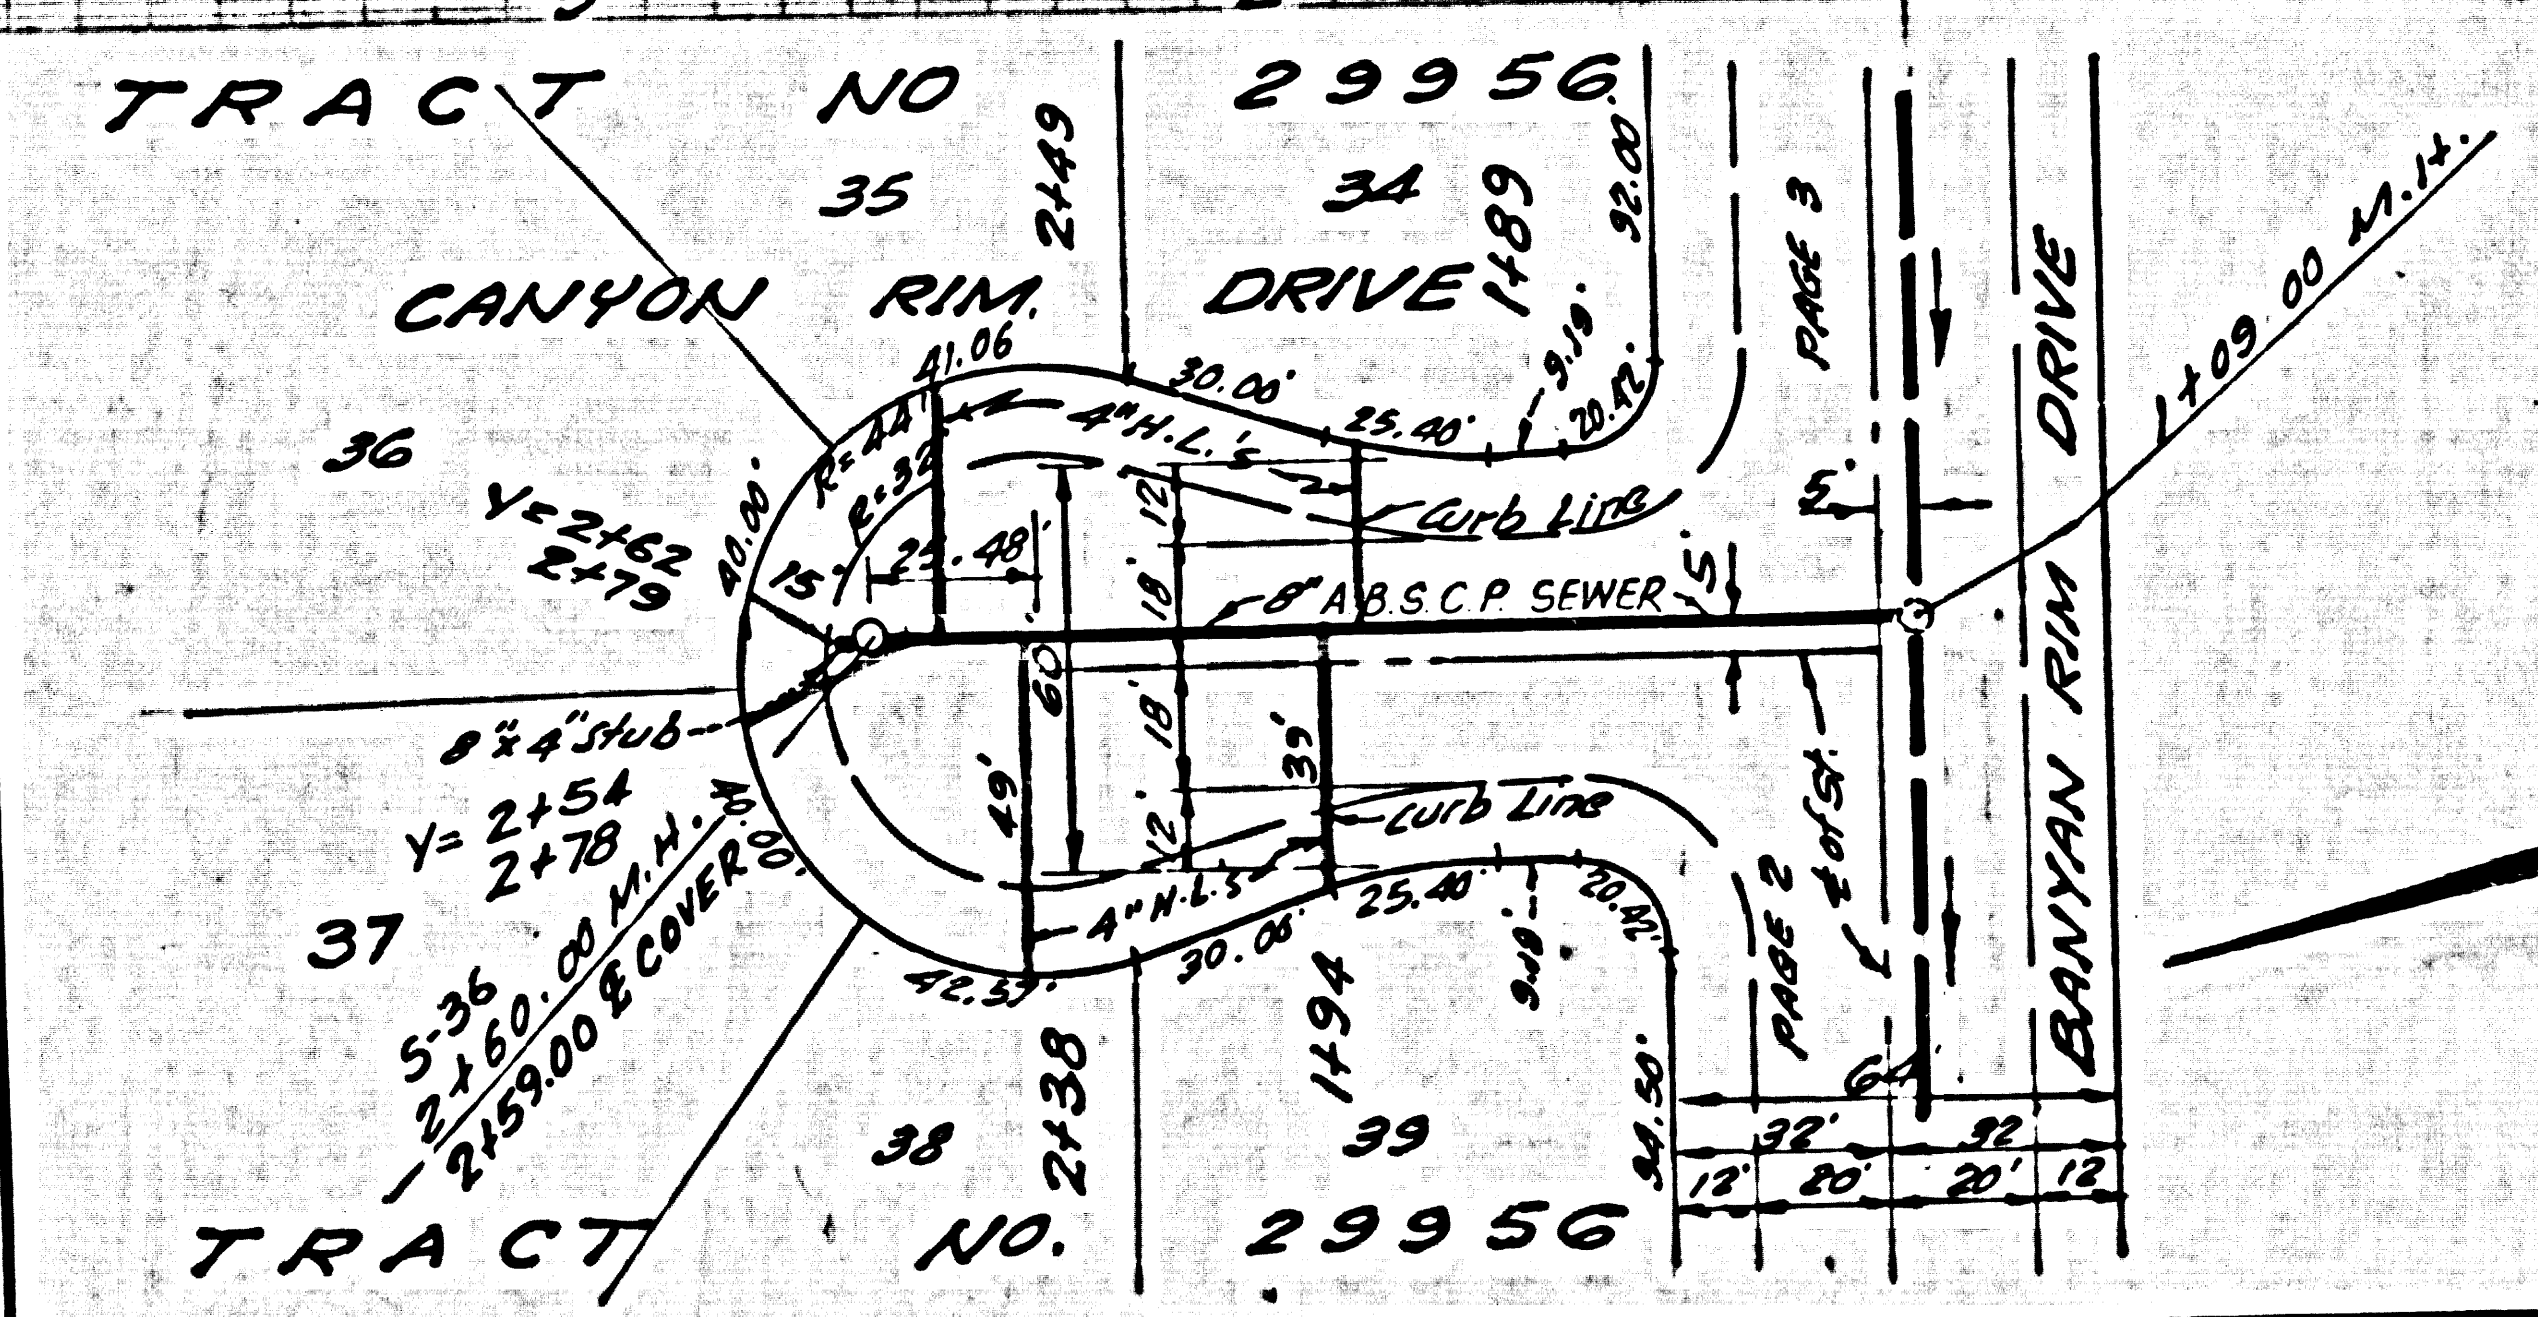 TRACT NO 29956.
35
2+49
34
1+89
92.00'
PAGE 3
CANYON RIM. DRIVE
41.06
30.00'
25.40'
9.19'
20.42'
R=44'
R=32'
4"H.L.'s
Curb Line
36
Y=2+62
2+79
40.00'
15'
25.48'
12'
18'
8" A.B.S.C.P. SEWER
5'
5'
1+09.00 M.H.
BANYAN RIM DRIVE
60'
18'
12'
49'
39'
8"x4" Stub
Y= 2+54
2+78
40.00'
37
S-36
2+60.00 M.H.
2+59.00 ℄ COVER
Curb Line
4"H.L.'s
℄ of St.
PAGE 2
42.57'
30.06'
25.40'
9.18'
20.42'
94.50'
38
2+38
1+94
39
64'
32'
32
12'
20'
20'
12
TRACT NO. 29956